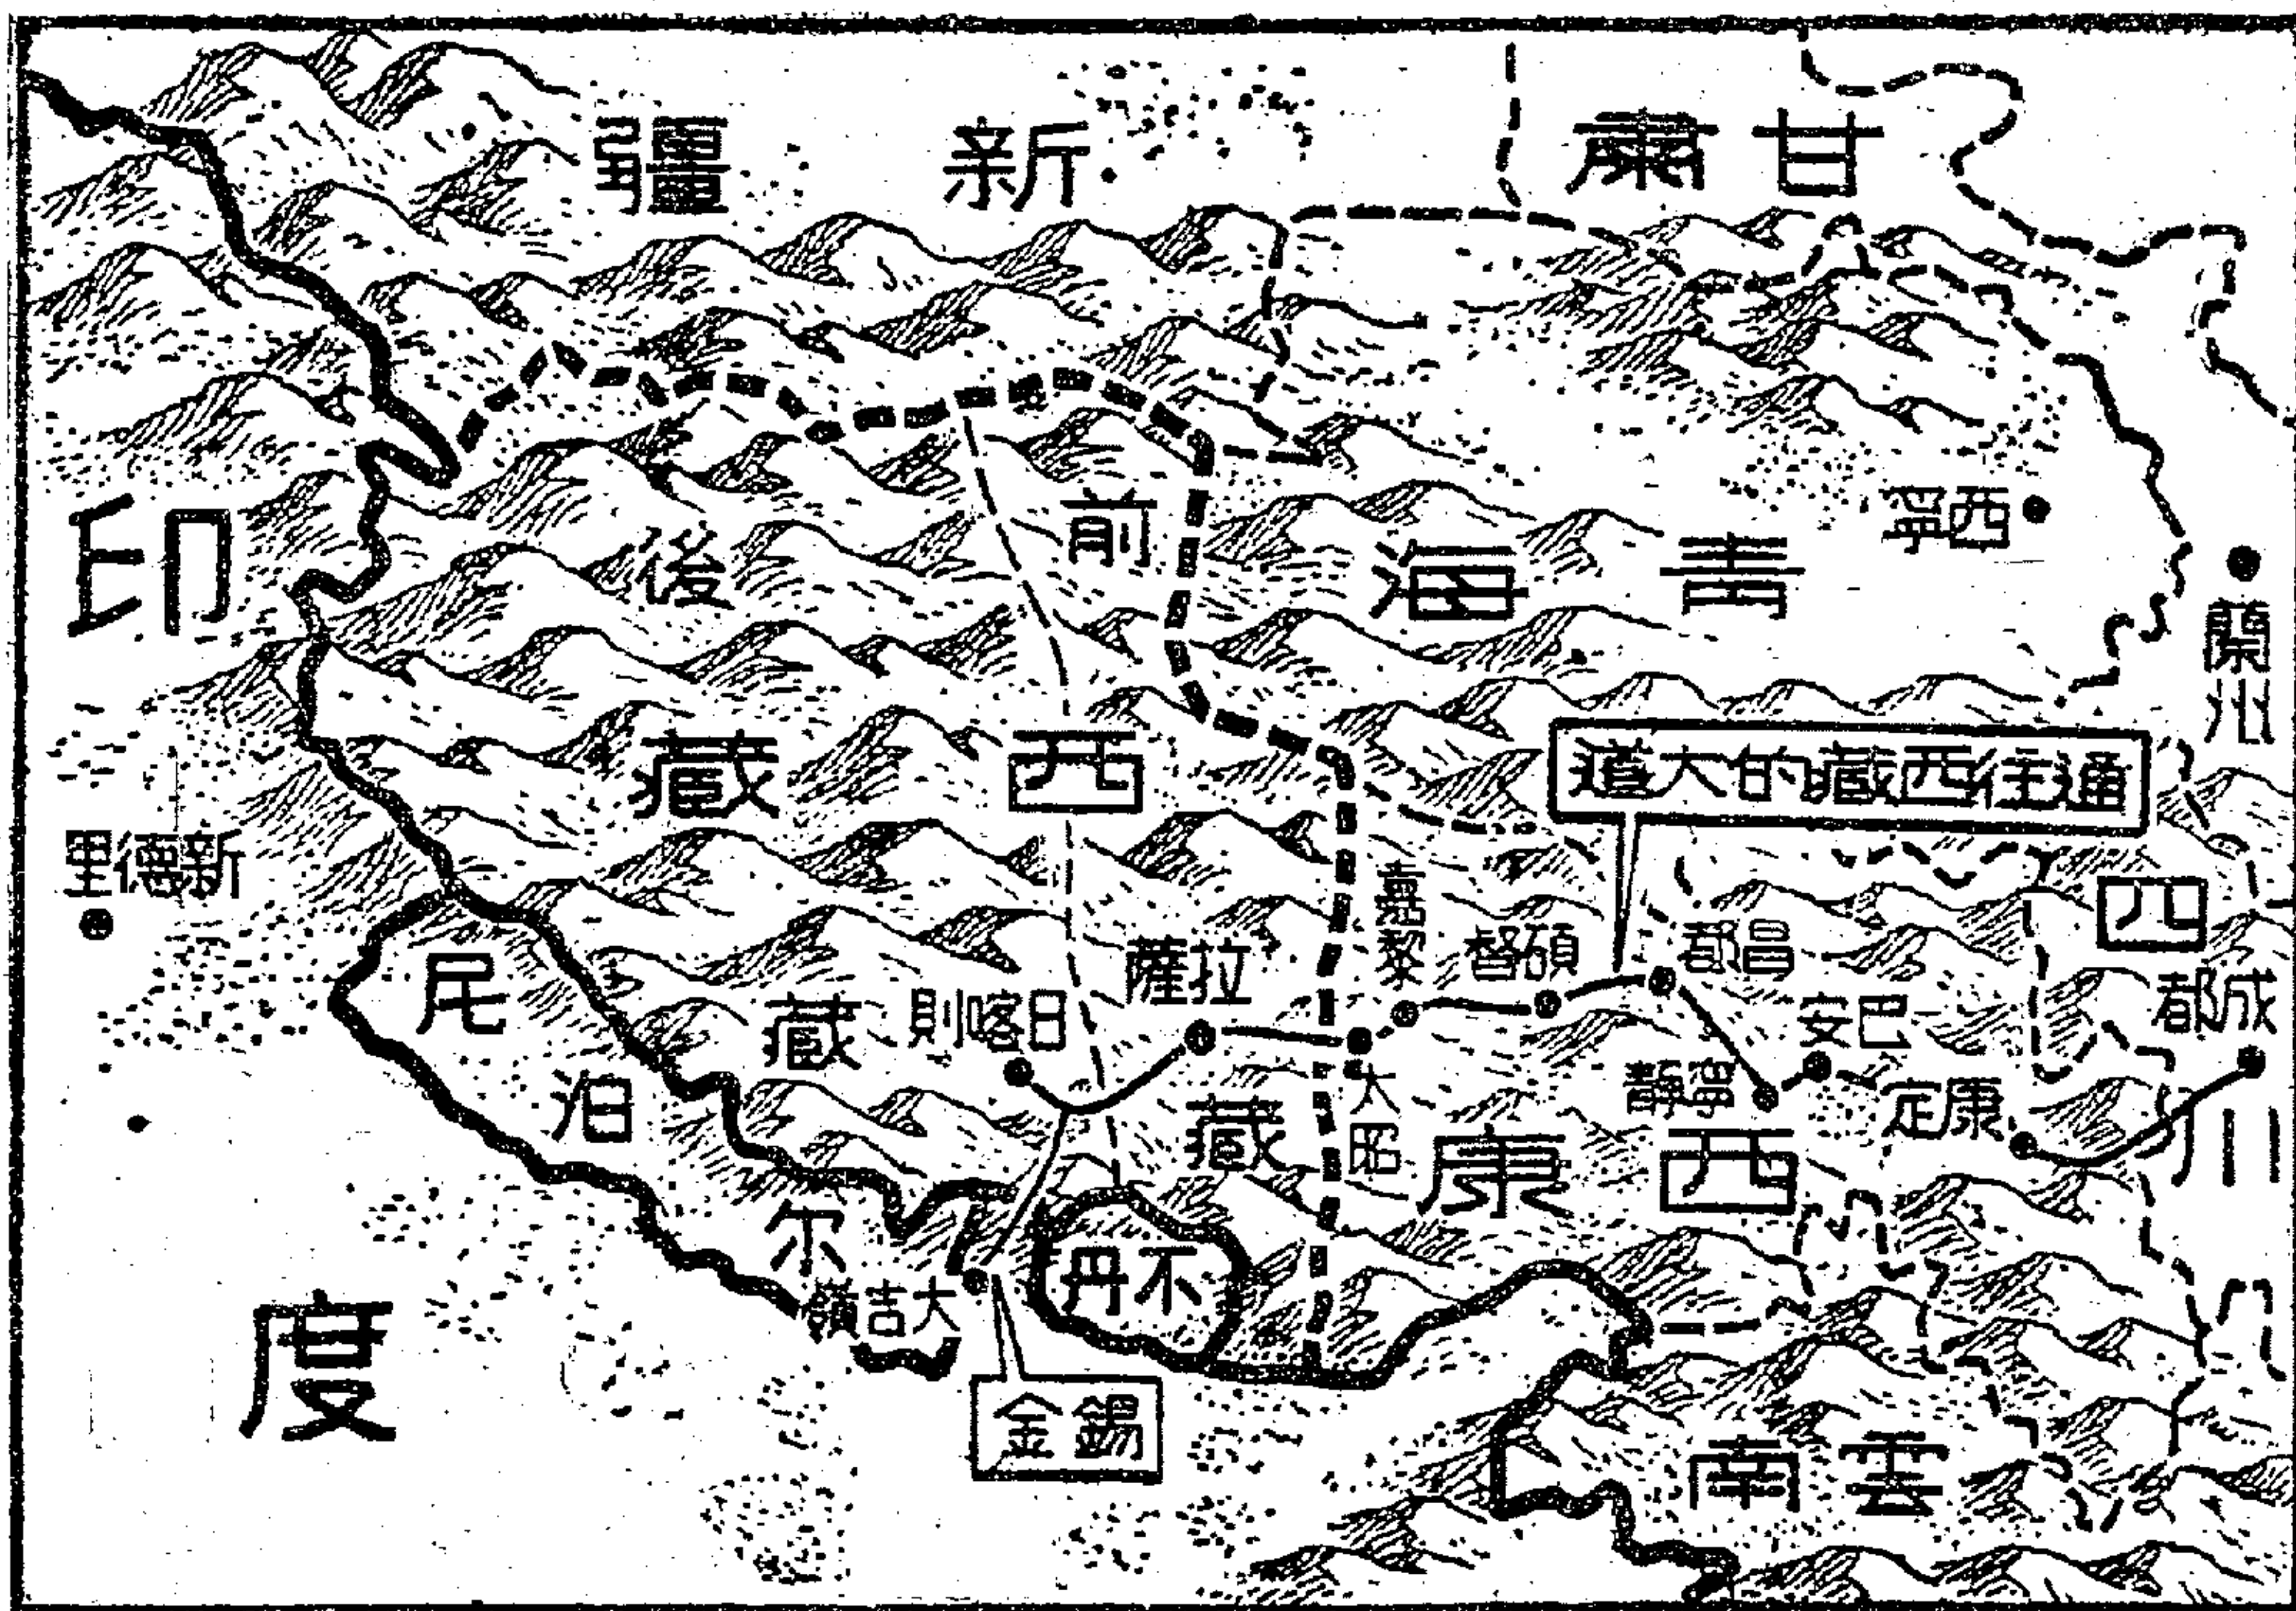 甘肅
新疆
西寧
青海
蘭州
前藏
後藏
西藏
印度
通往西藏的大道
新德里
四川
成都
昌都
碩督
嘉黎
拉薩
日喀則
巴安
寧靜
康定
太昭
西康
尼泊尔
不丹
大吉嶺
錫金
雲南